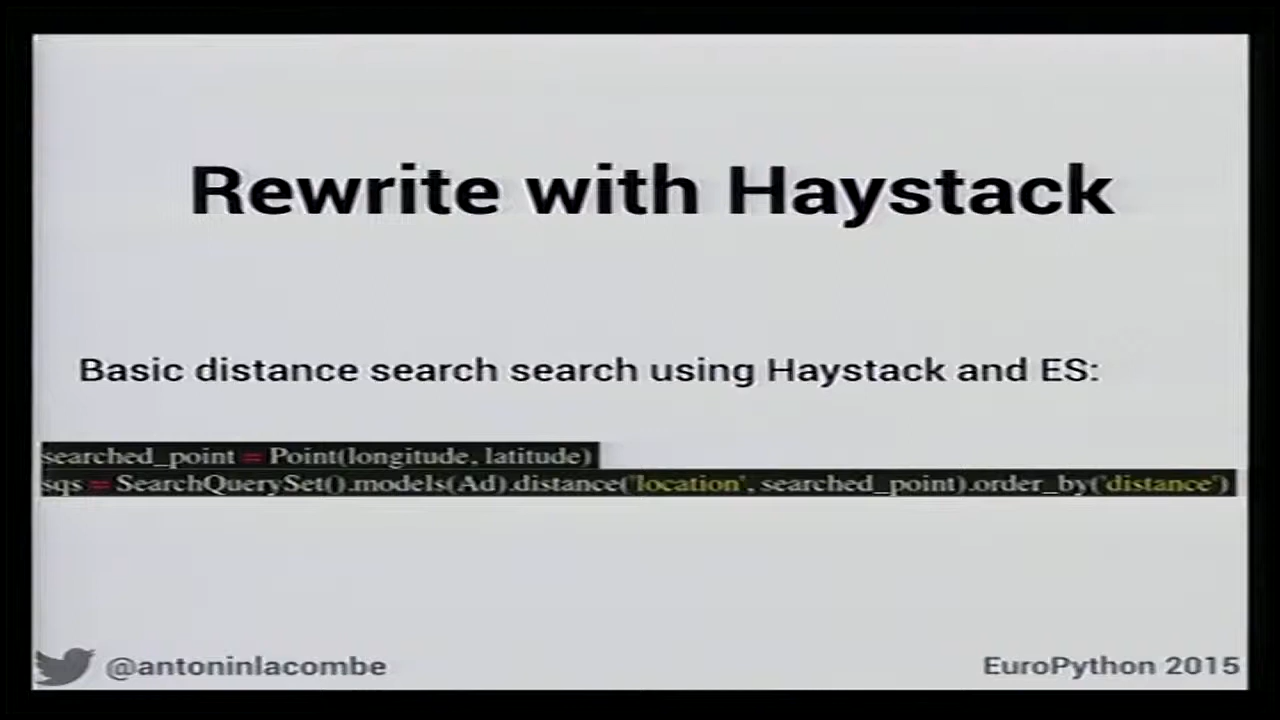 Rewrite with Haystack
Basic distance search search using Haystack and ES:
searched_point = Point(longitude, latitude)
sqs = SearchQuerySet().models(Ad).distance('location', searched_point).order_by('distance')
@antoninlacombe
EuroPython 2015